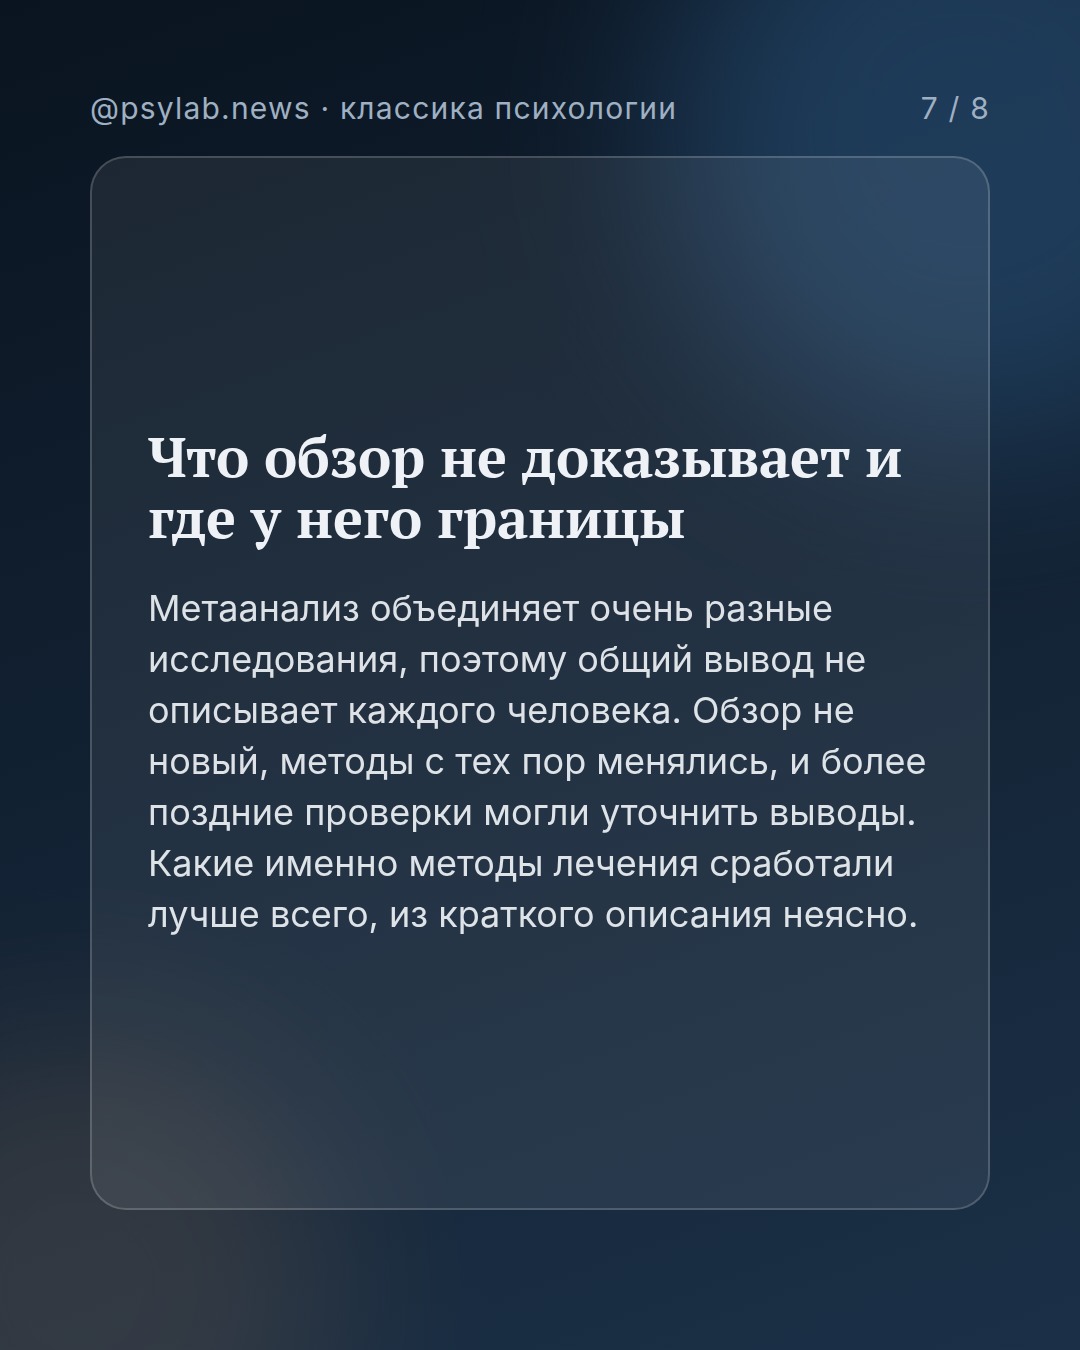 @psylab.news · классика психологии
7 / 8
Что обзор не доказывает и
где у него границы
Метаанализ объединяет очень разные
исследования, поэтому общий вывод не
описывает каждого человека. Обзор не
новый, методы с тех пор менялись, и более
поздние проверки могли уточнить выводы.
Какие именно методы лечения сработали
лучше всего, из краткого описания неясно.